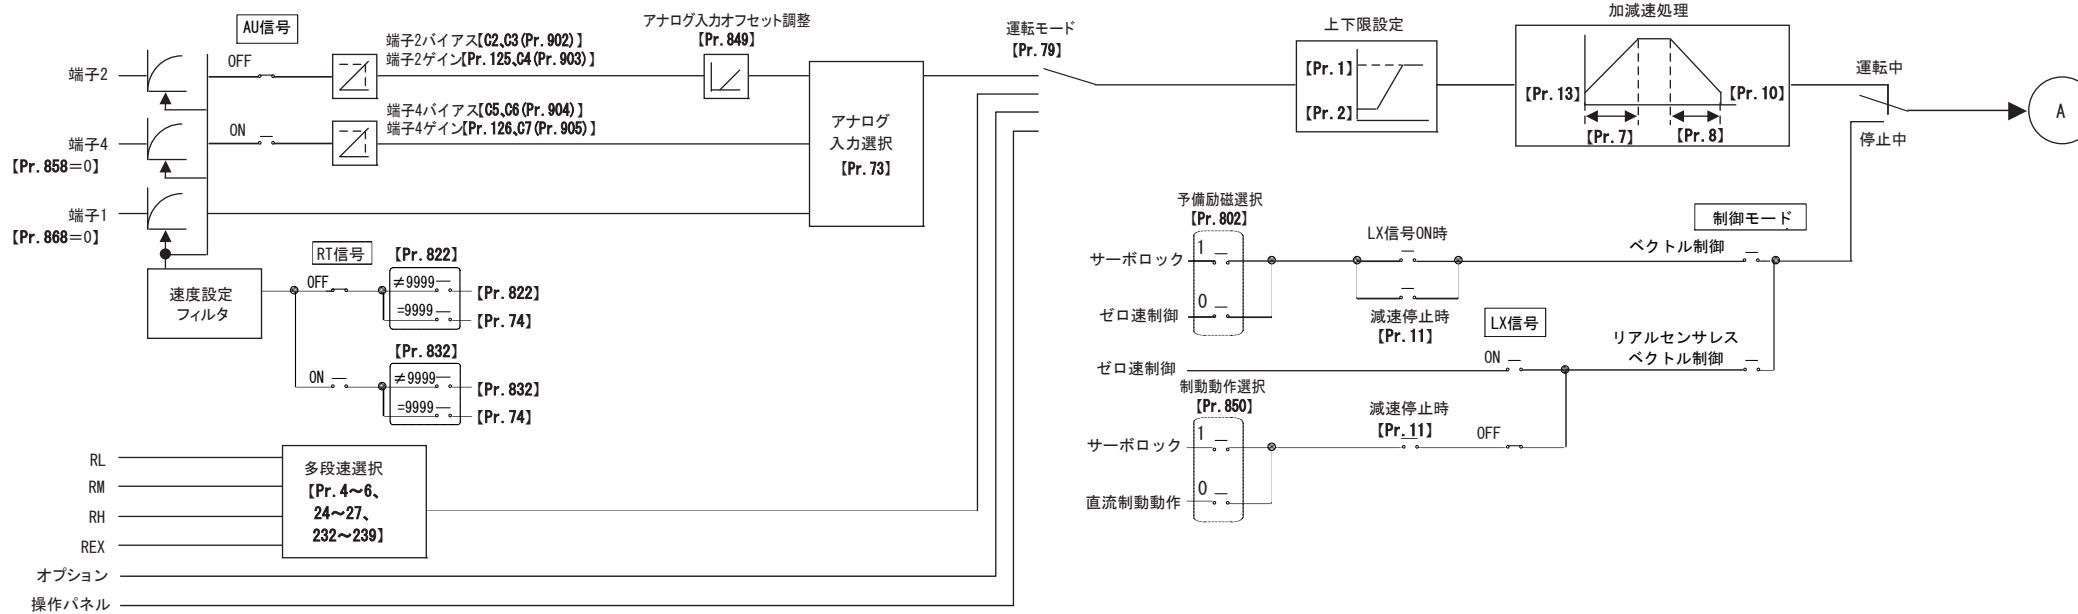 AU信号
OFF
端子2
端子2バイアス【C2、C3(Pr.902)】
端子2ゲイン【Pr.125、C4(Pr.903)】
アナログ入力オフセット調整
【Pr.849】
ON
端子4
【Pr.858＝0】
端子4バイアス【C5、C6(Pr.904)】
端子4ゲイン【Pr.126、C7(Pr.905)】
端子1
【Pr.868＝0】
アナログ
入力選択
【Pr.73】
運転モード
【Pr.79】
上下限設定
【Pr.1】
【Pr.2】
加減速処理
【Pr.13】
【Pr.10】
【Pr.7】
【Pr.8】
運転中
停止中
A
速度設定
フィルタ
RT信号
OFF
【Pr.822】
≠9999
【Pr.822】
=9999
【Pr.74】
ON
【Pr.832】
≠9999
【Pr.832】
=9999
【Pr.74】
予備励磁選択
【Pr.802】
サーボロック
1
ゼロ速制御
0
LX信号ON時
減速停止時
【Pr.11】
ベクトル制御
制御モード
LX信号
ゼロ速制御
ON
リアルセンサレス
ベクトル制御
制動動作選択
【Pr.850】
サーボロック
1
直流制動動作
0
減速停止時
【Pr.11】
OFF
RL
RM
RH
REX
多段速選択
【Pr.4～6、
24～27、
232～239】
オプション
操作パネル